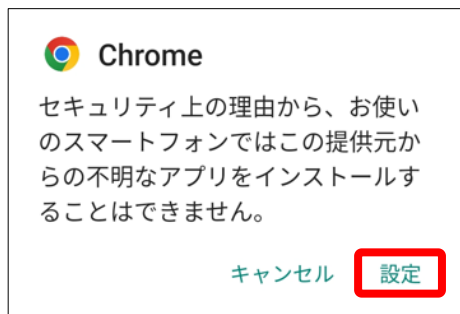 Chrome
セキュリティ上の理由から、お使い
のスマートフォンではこの提供元か
らの不明なアプリをインストールす
ることはできません。
キャンセル 設定